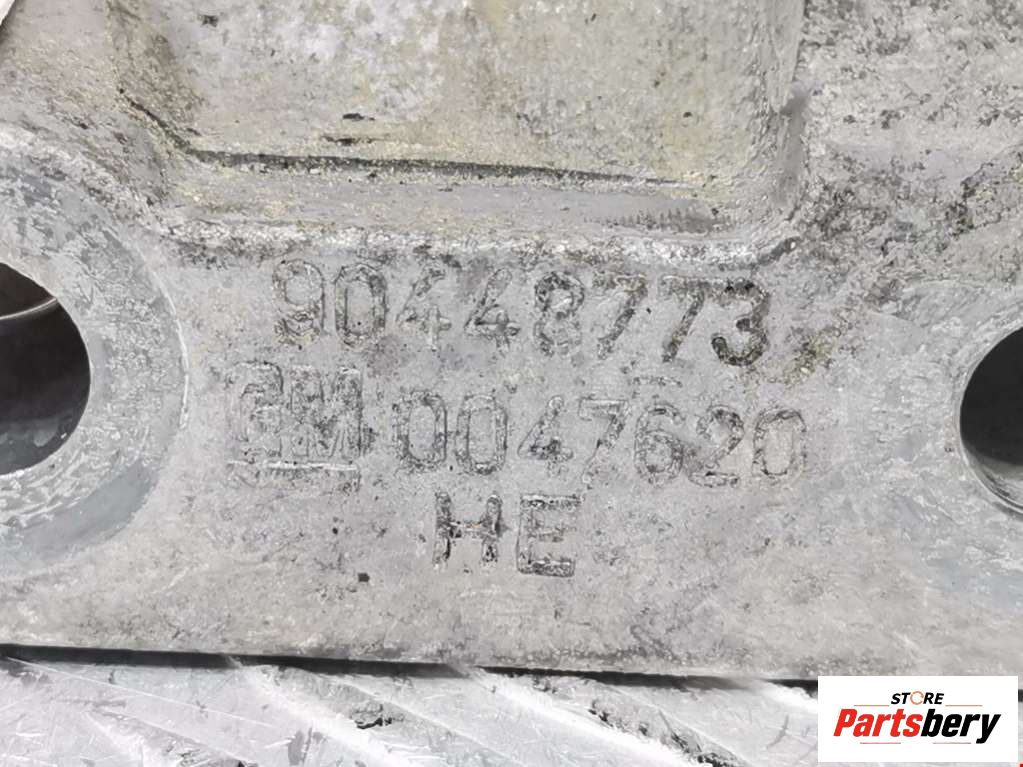 90448773
GM 0047620
HE
STORE
Partsbery